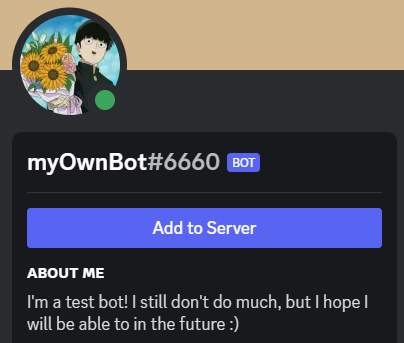 myOwnBot#6660 BOT
Add to Server
ABOUT ME
I'm a test bot! I still don't do much, but I hope I
will be able to in the future :)